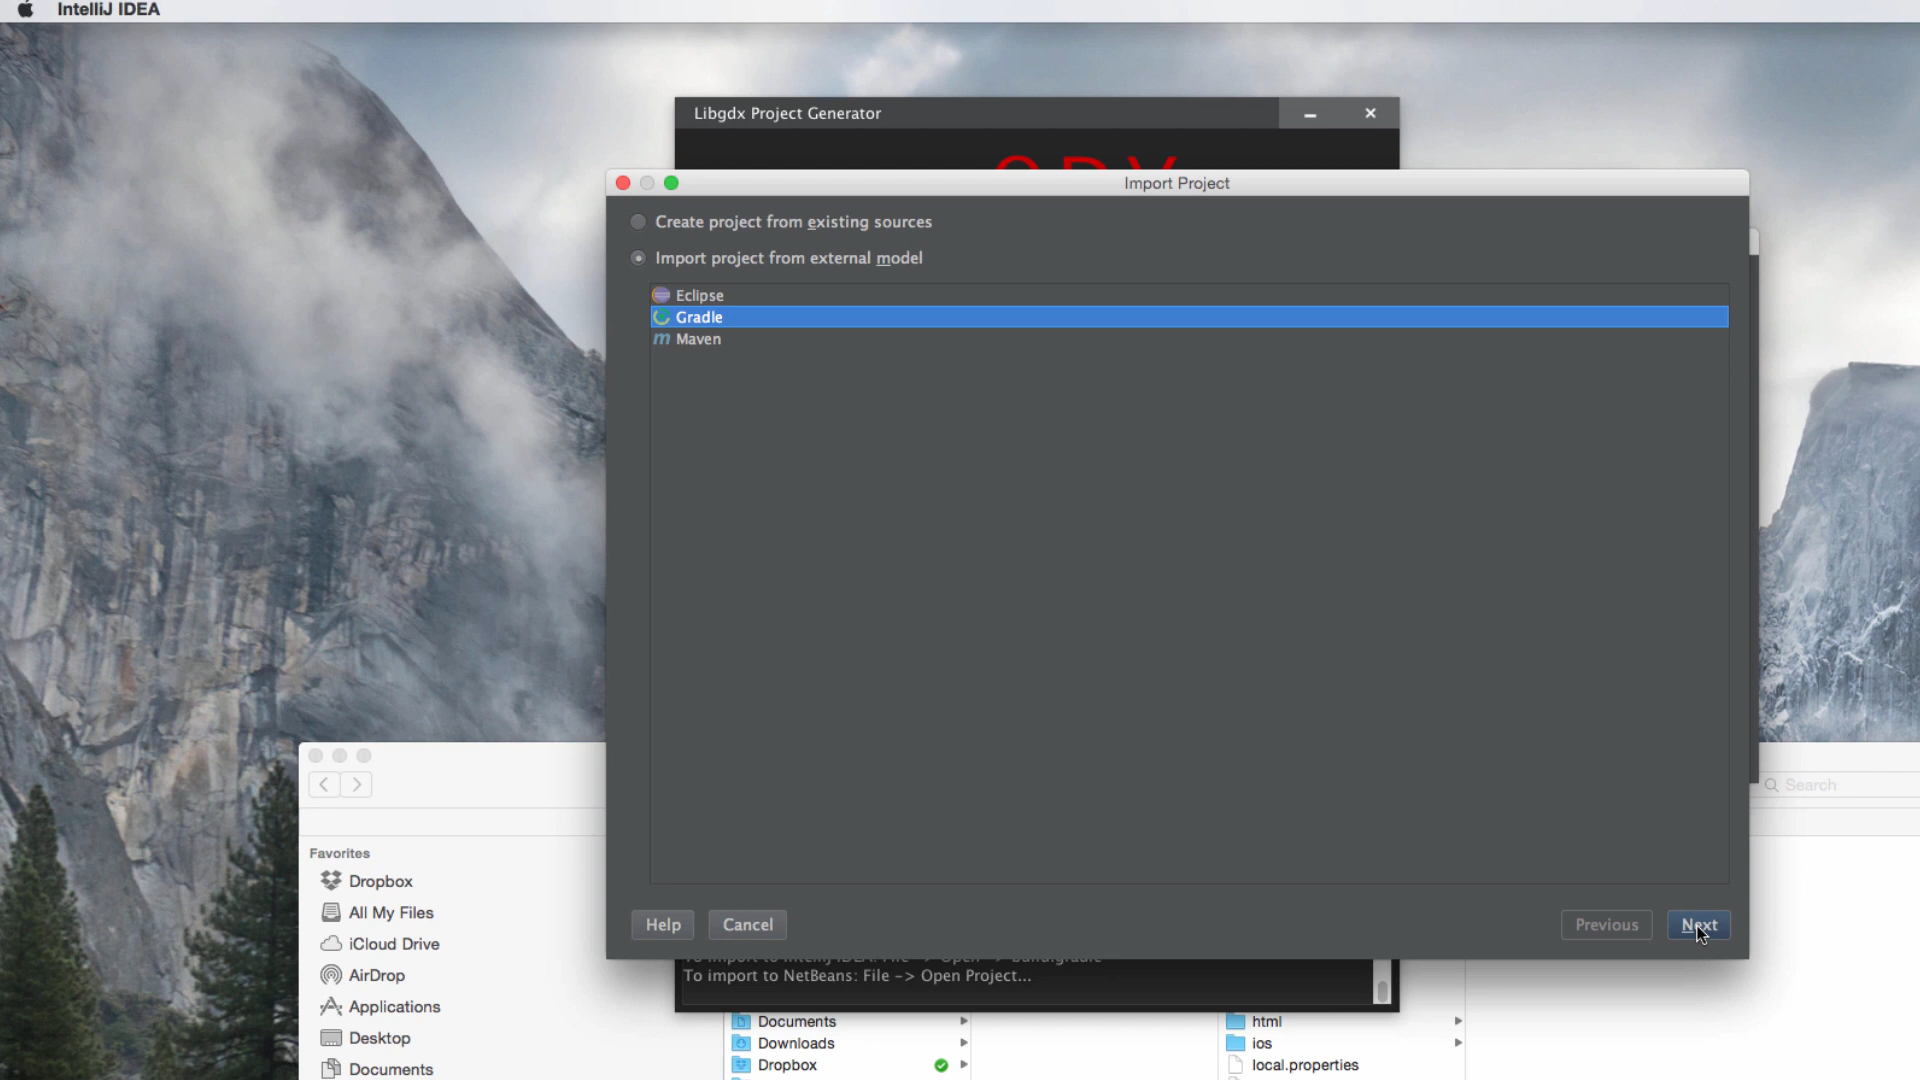 IntelliJ IDEA
Libgdx Project Generator
Import Project
Create project from existing sources
Import project from external model
Eclipse
Gradle
Maven
Help
Cancel
Previous
Next
To import to NetBeans: File -> Open Project...
Search
Favorites
Dropbox
All My Files
iCloud Drive
AirDrop
Applications
Desktop
Documents
Documents
Downloads
Dropbox
html
ios
local.properties